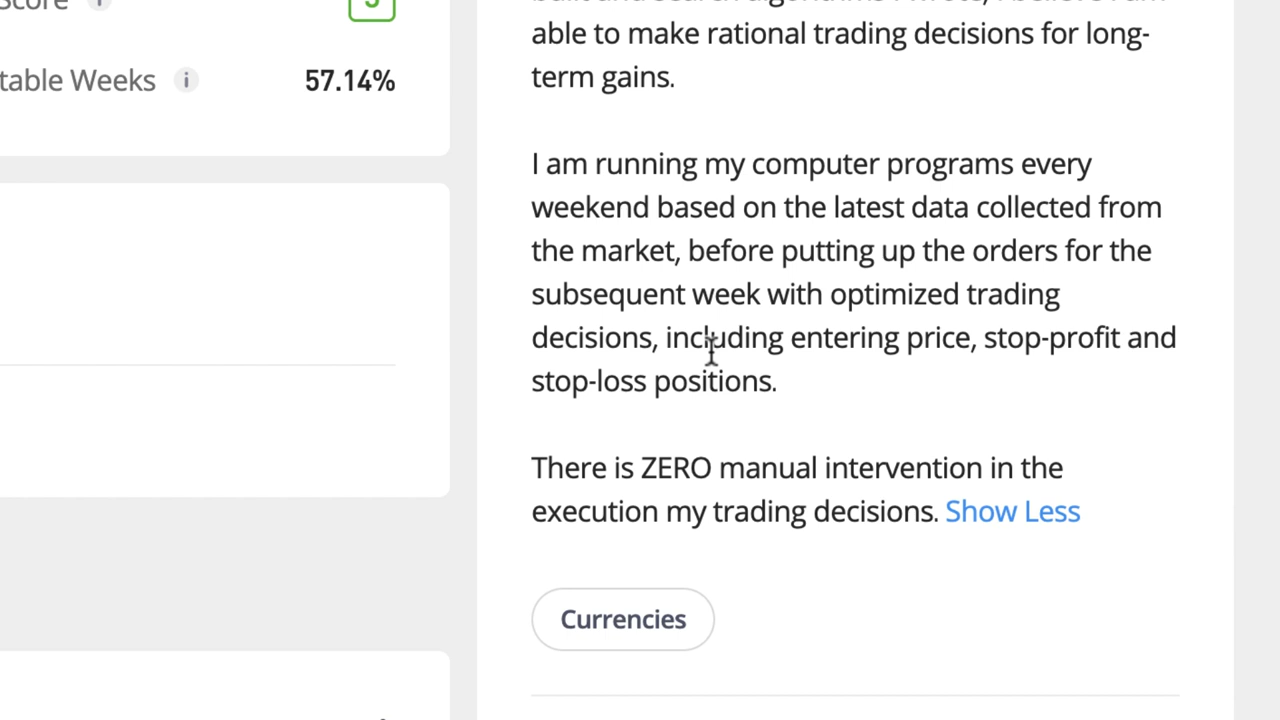 table Weeks
57.14%
able to make rational trading decisions for long-
term gains.
I am running my computer programs every
weekend based on the latest data collected from
the market, before putting up the orders for the
subsequent week with optimized trading
decisions, including entering price, stop-profit and
stop-loss positions.
There is ZERO manual intervention in the
execution my trading decisions. Show Less
Currencies